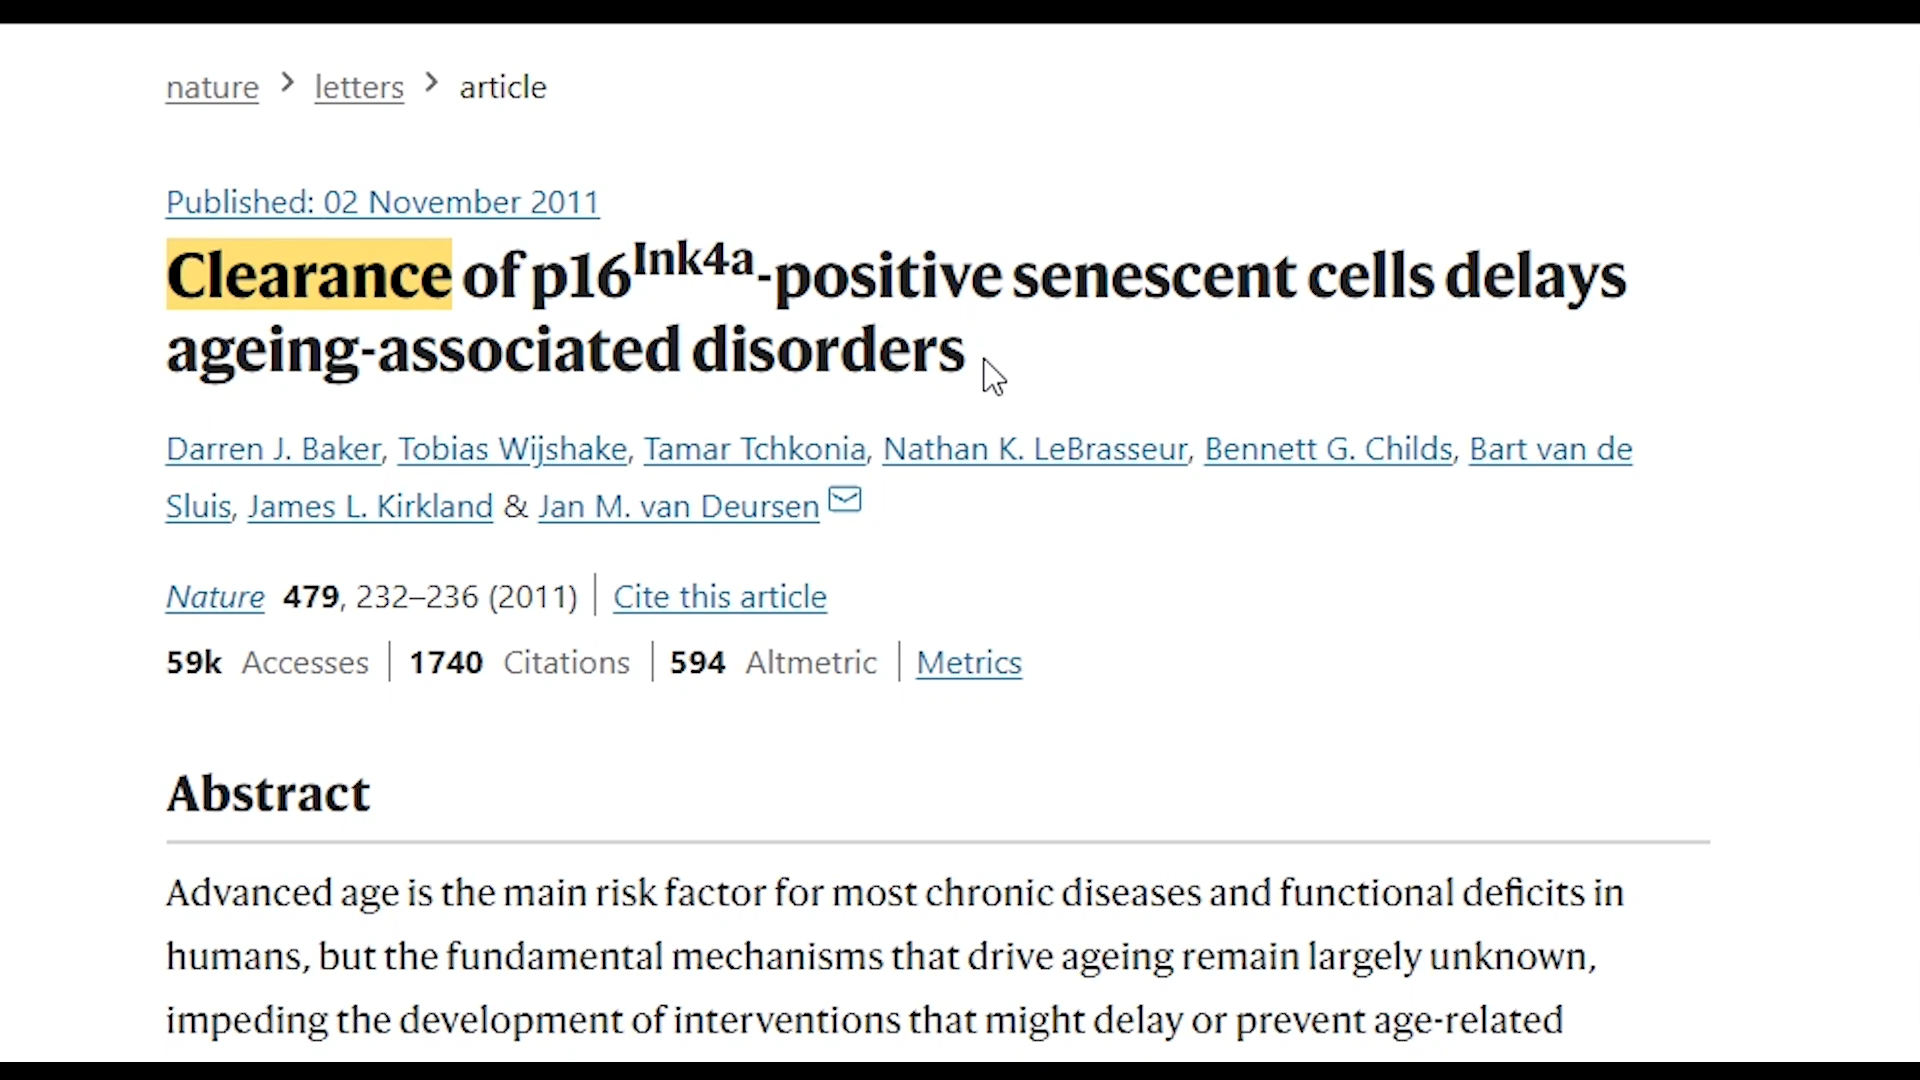 nature > letters > article
Published: 02 November 2011
Clearance of p16Ink4a-positive senescent cells delays
ageing-associated disorders
Darren J. Baker, Tobias Wijshake, Tamar Tchkonia, Nathan K. LeBrasseur, Bennett G. Childs, Bart van de
Sluis, James L. Kirkland & Jan M. van Deursen
Nature 479, 232–236 (2011) | Cite this article
59k Accesses | 1740 Citations | 594 Altmetric | Metrics
Abstract
Advanced age is the main risk factor for most chronic diseases and functional deficits in
humans, but the fundamental mechanisms that drive ageing remain largely unknown,
impeding the development of interventions that might delay or prevent age-related